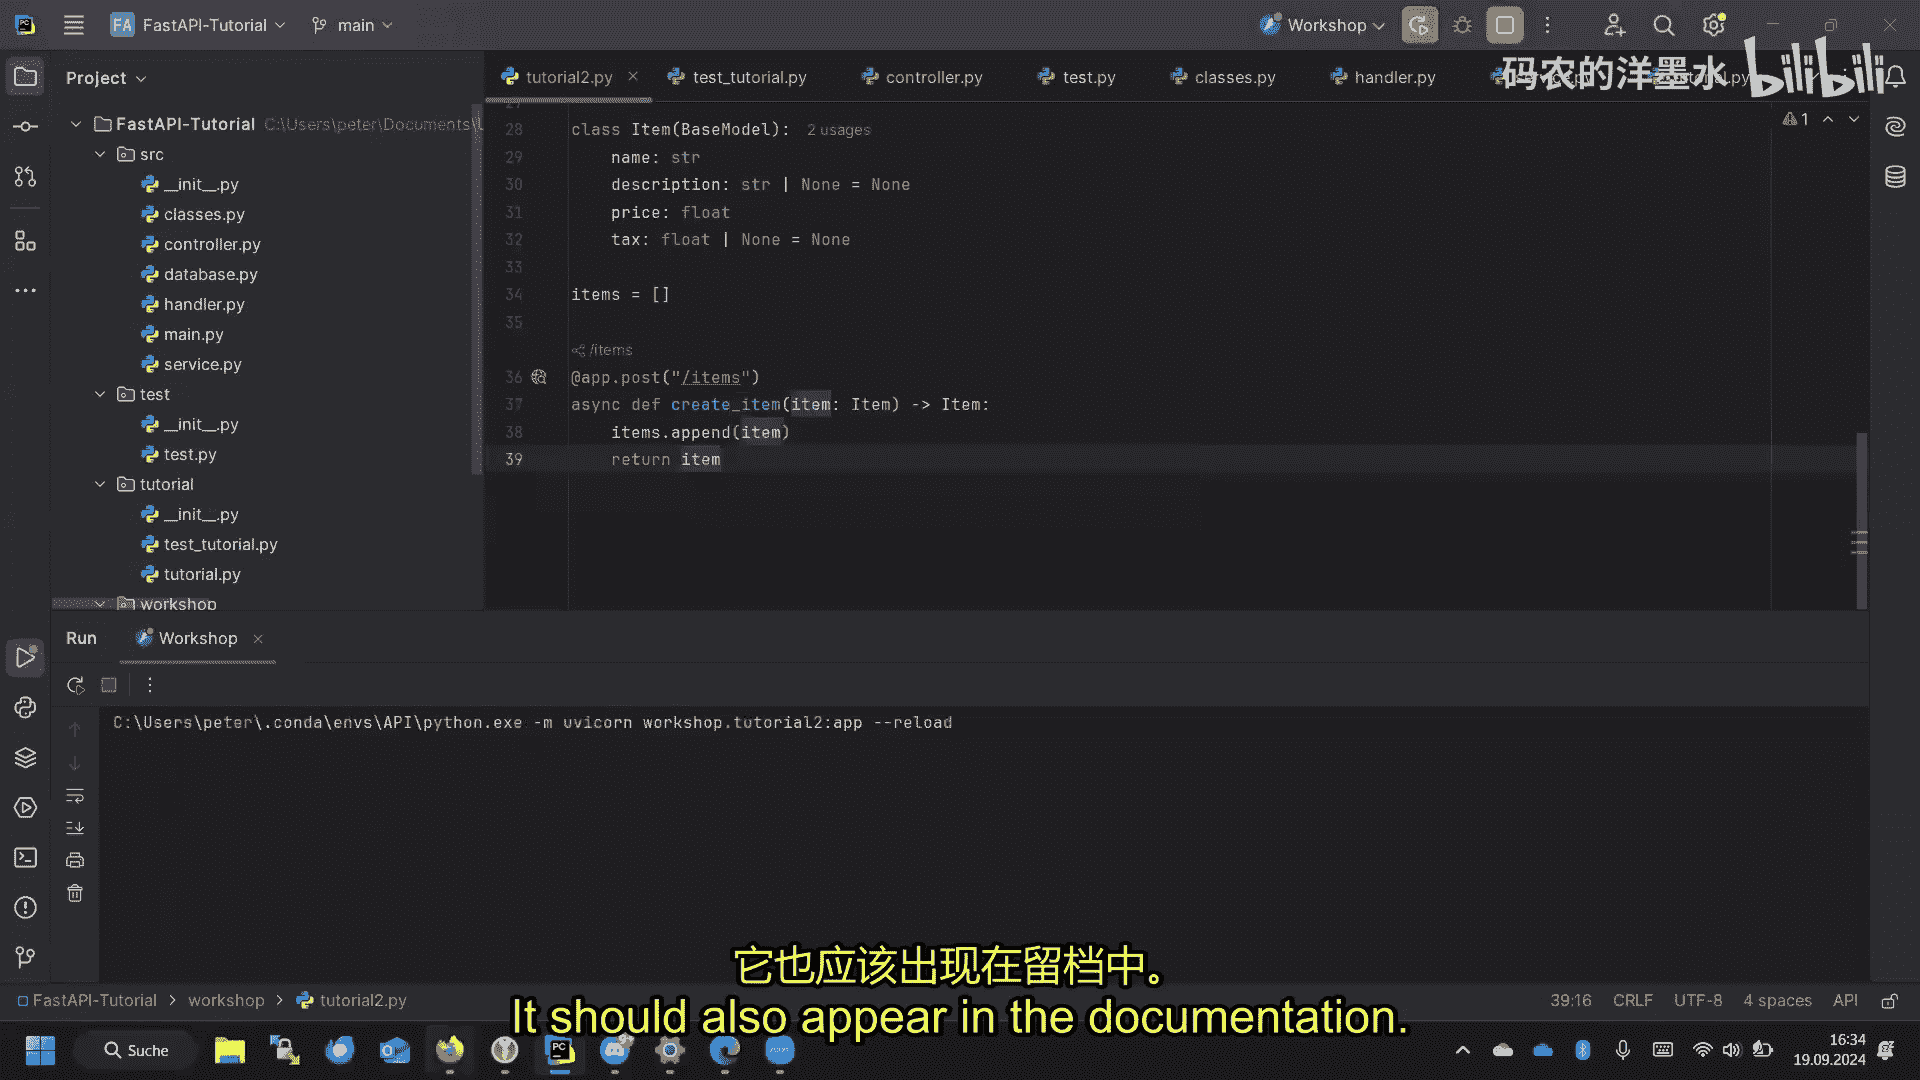 FA FastAPI-Tutorial main Workshop
Project
tutorial2.py test_tutorial.py controller.py test.py classes.py handler.py
码农的洋墨水 bilibili
FastAPI-Tutorial C:\Users\peter\Documents\
src
__init__.py
classes.py
controller.py
database.py
handler.py
main.py
service.py
test
__init__.py
test.py
tutorial
__init__.py
test_tutorial.py
tutorial.py
workshop
1
27
28 class Item(BaseModel): 2 usages
29 name: str
30 description: str | None = None
31 price: float
32 tax: float | None = None
33
34 items = []
35
/items
36 @app.post("/items")
37 async def create_item(item: Item) -> Item:
38 items.append(item)
39 return item
Run Workshop
C:\Users\peter\.conda\envs\API\python.exe -m uvicorn workshop.tutorial2:app --reload
它也应该出现在留档中。
FastAPI-Tutorial > workshop > tutorial2.py 39:16 CRLF UTF-8 4 spaces API
It should also appear in the documentation.
Suche
16:34
19.09.2024